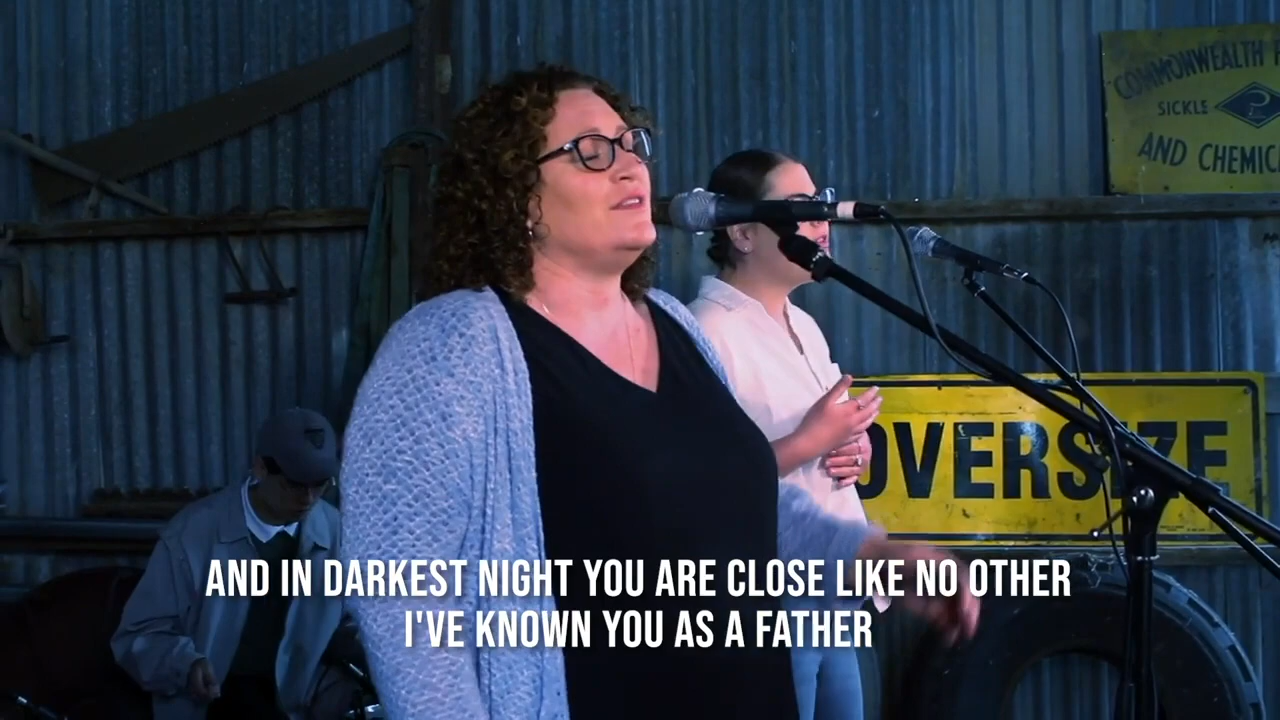 COMMONWEALTH
SICKLE
AND CHEMIC
OVERSIZE
AND IN DARKEST NIGHT YOU ARE CLOSE LIKE NO OTHER
I'VE KNOWN YOU AS A FATHER